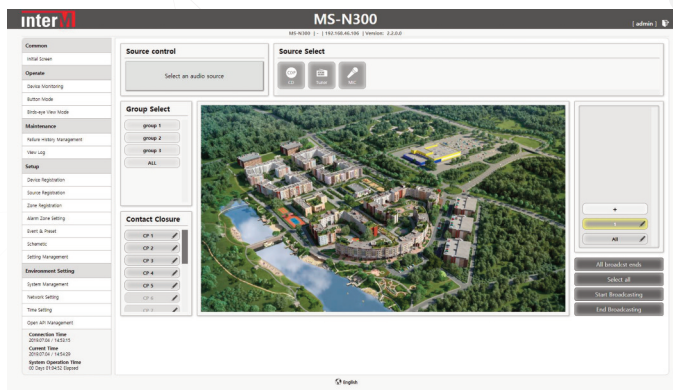 inter M
MS-N300
[ admin ]
MS-N300 | - | 192.168.46.106 | Version: 2.2.0.0
Common
Initial Screen
Operate
Device Monitoring
Button Mode
Birds-eye View Mode
Maintenance
Failure History Management
View Log
Setup
Device Registration
Source Registration
Zone Registration
Alarm Zone Setting
Event & Preset
Schematic
Setting Management
Environment Setting
System Management
Network Setting
Time Setting
Open API Management
Connection Time
2019.07.04 / 14:53:15
Current Time
2019.07.04 / 14:54:09
System Operation Time
00 Days 01:04:52 Elapsed
Source control
Select an audio source
Source Select
CD
Tuner
MIC
Group Select
group 1
group 2
group 3
ALL
Contact Closure
CP 1
CP 2
CP 3
CP 4
CP 5
CP 6
CP 7
+
1
All
All broadcst ends
Select all
Start Broadcasting
End Broadcasting
English